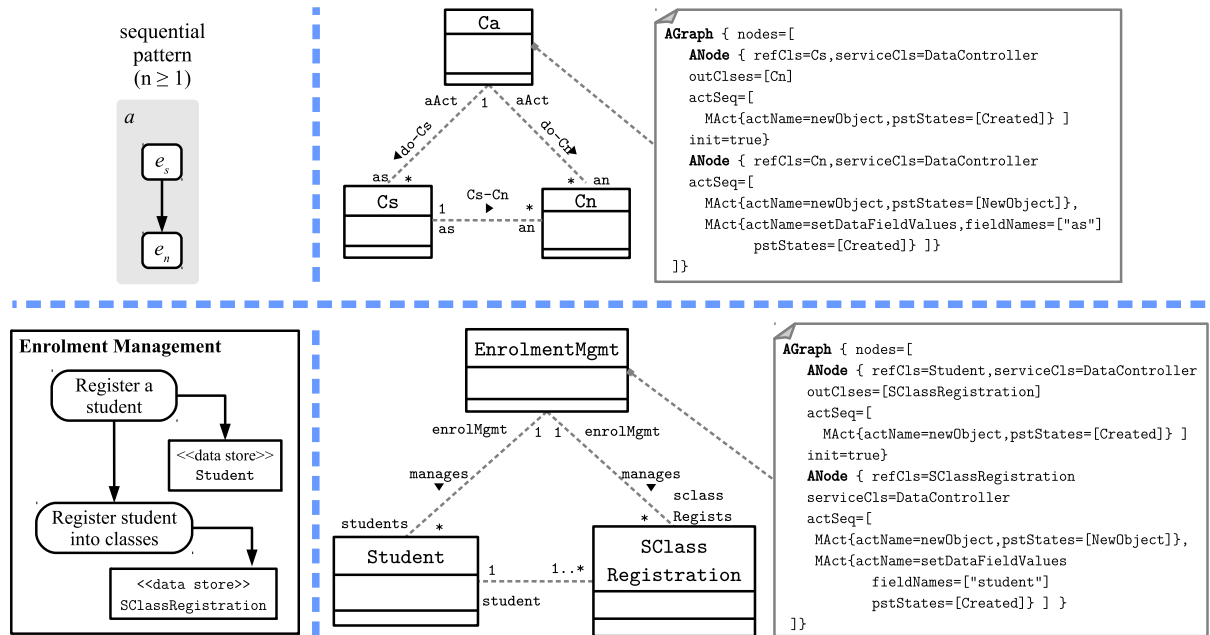 sequential
pattern
(n ≥ 1)
a
e_s
e_n
Ca
aAct
1
aAct
do-Cs
do-Cn
as
*
*
an
Cs
Cs-Cn
Cn
1
*
as
an
AGraph { nodes=[
ANode { refCls=Cs,serviceCls=DataController
outClses=[Cn]
actSeq=[
MAct{actName=newObject,pstStates=[Created]} ]
init=true}
ANode { refCls=Cn,serviceCls=DataController
actSeq=[
MAct{actName=newObject,pstStates=[NewObject]},
MAct{actName=setDataFieldValues,fieldNames=["as"]
pstStates=[Created]} ]}
]}
Enrolment Management
Register a
student
<<data store>>
Student
Register student
into classes
<<data store>>
SClassRegistration
EnrolmentMgmt
enrolMgmt
1
1
enrolMgmt
manages
manages
students
*
*
sclass
Regists
Student
1
1..*
student
SClass
Registration
AGraph { nodes=[
ANode { refCls=Student,serviceCls=DataController
outClses=[SClassRegistration]
actSeq=[
MAct{actName=newObject,pstStates=[Created]} ]
init=true}
ANode { refCls=SClassRegistration
serviceCls=DataController
actSeq=[
MAct{actName=newObject,pstStates=[NewObject]},
MAct{actName=setDataFieldValues
fieldNames=["student"]
pstStates=[Created]} ] }
]}